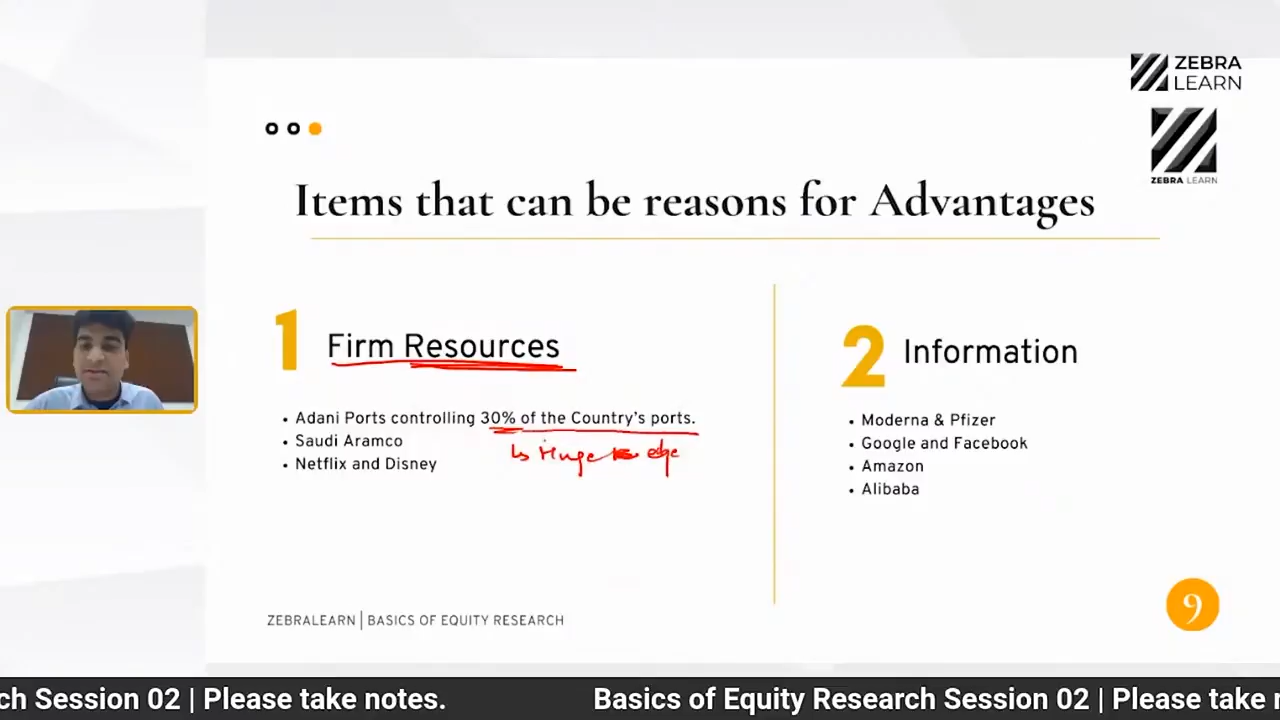 ZEBRA
LEARN
ZEBRA LEARN
Items that can be reasons for Advantages
1 Firm Resources
• Adani Ports controlling 30% of the Country's ports.
• Saudi Aramco
• Netflix and Disney
↳ Huge edge
2 Information
• Moderna & Pfizer
• Google and Facebook
• Amazon
• Alibaba
ZEBRALEARN | BASICS OF EQUITY RESEARCH
9
ch Session 02 | Please take notes.
Basics of Equity Research Session 02 | Please take